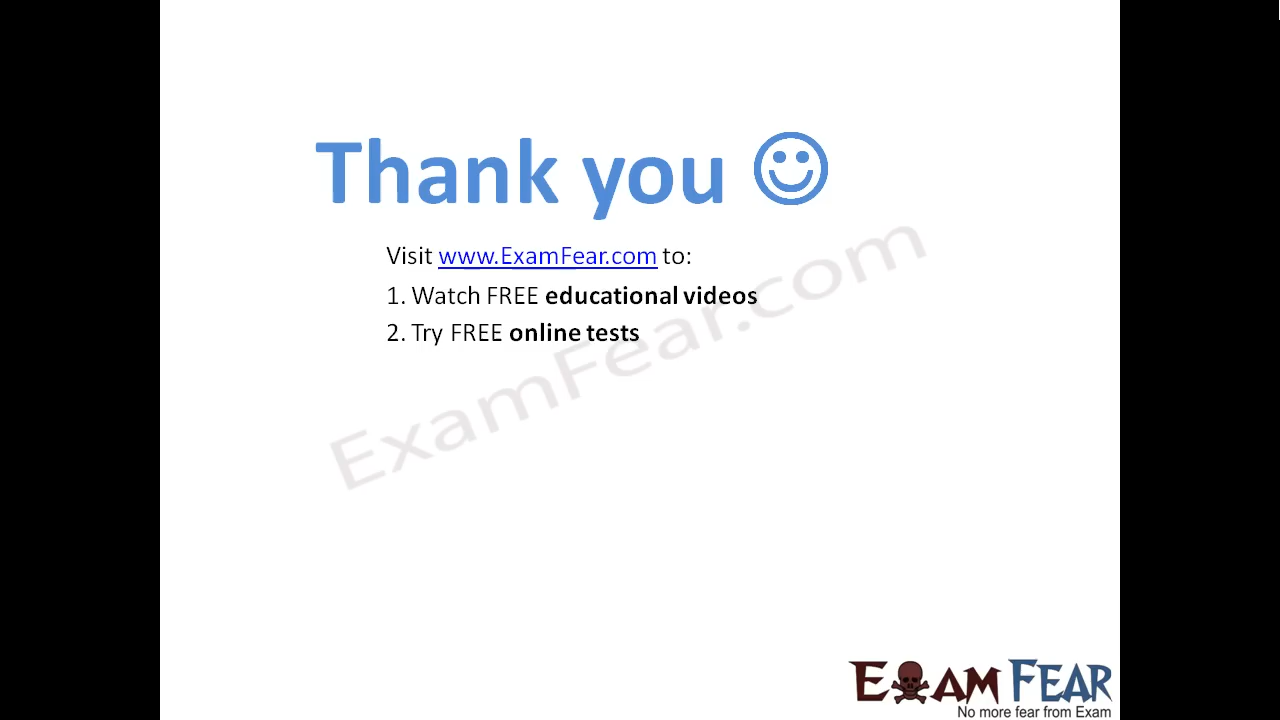 Thank you ☺
Visit www.ExamFear.com to:
1. Watch FREE educational videos
2. Try FREE online tests
ExamFear.com
EXAM FEAR
No more fear from Exam